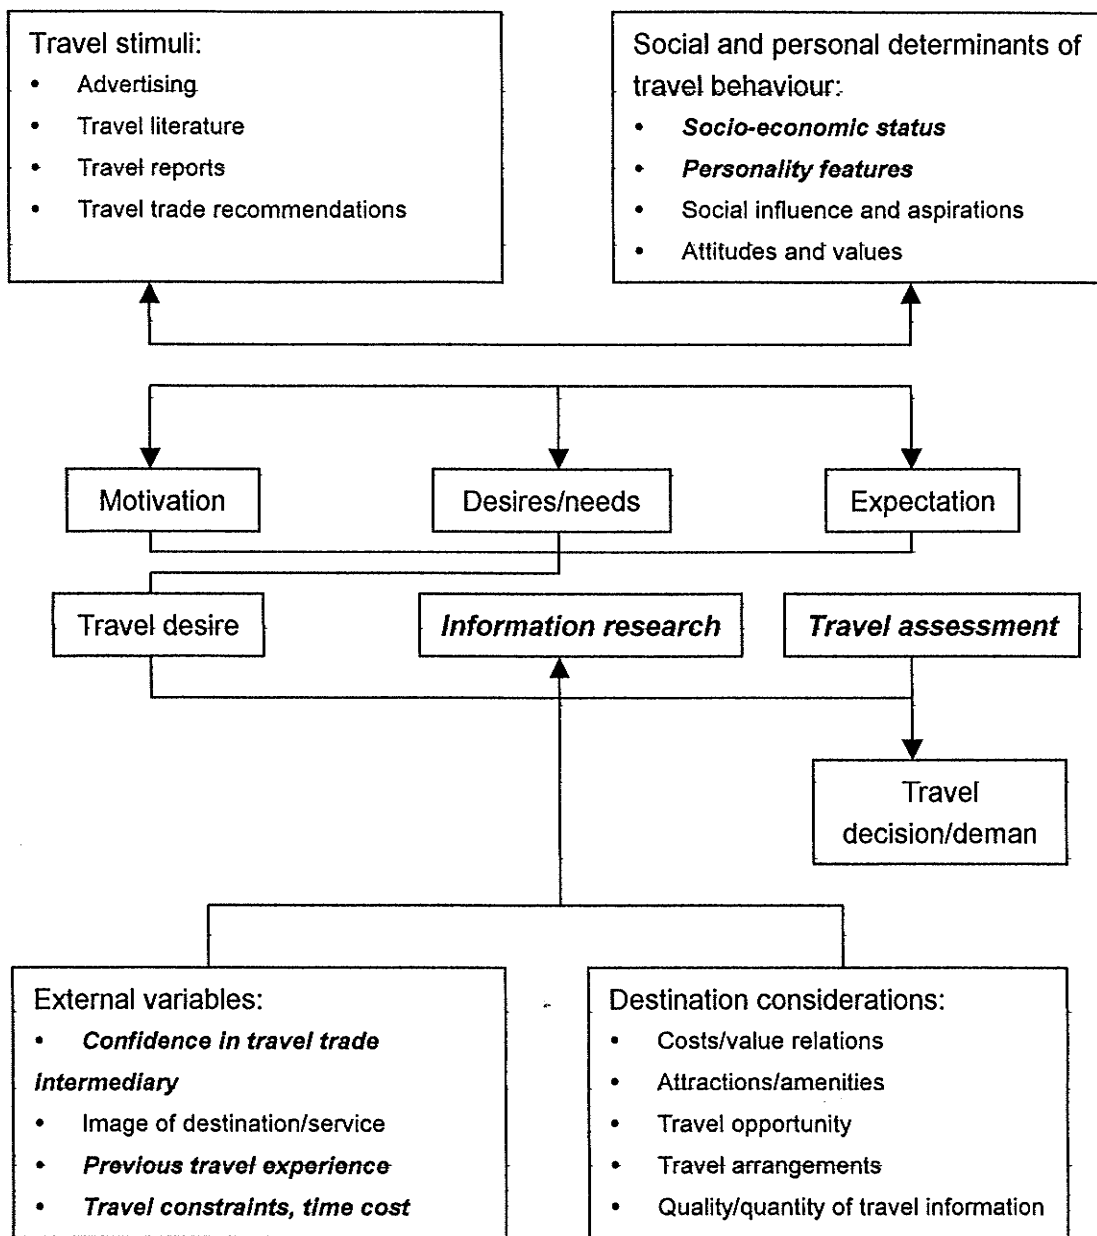 Travel stimuli:
• Advertising
• Travel literature
• Travel reports
• Travel trade recommendations
Social and personal determinants of
travel behaviour:
• Socio-economic status
• Personality features
• Social influence and aspirations
• Attitudes and values
Motivation
Desires/needs
Expectation
Travel desire
Information research
Travel assessment
Travel
decision/deman
External variables:
• Confidence in travel trade
intermediary
• Image of destination/service
• Previous travel experience
• Travel constraints, time cost
Destination considerations:
• Costs/value relations
• Attractions/amenities
• Travel opportunity
• Travel arrangements
• Quality/quantity of travel information